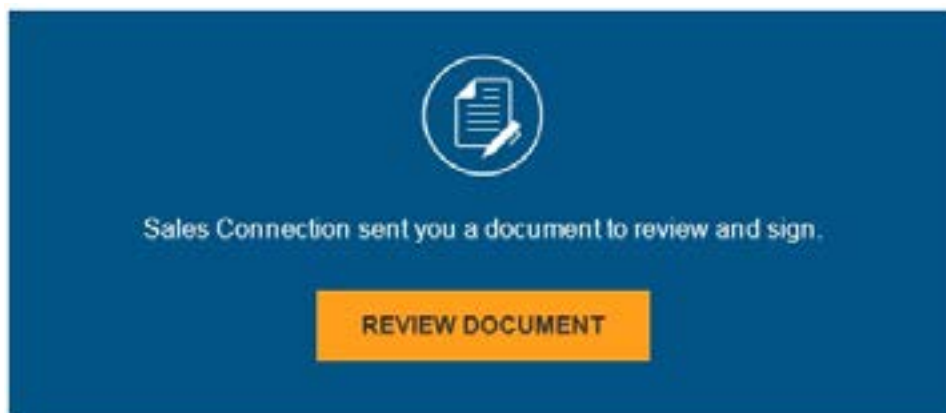 Sales Connection sent you a document to review and sign.
REVIEW DOCUMENT